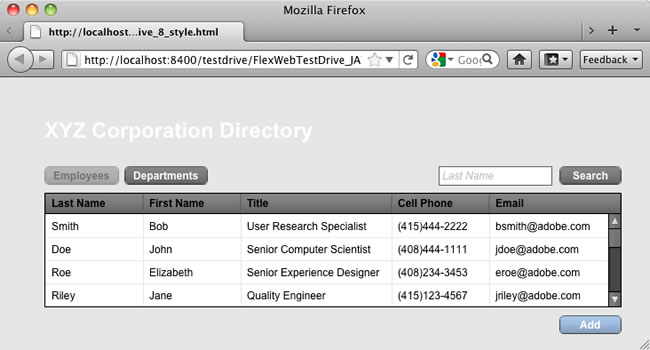 Mozilla Firefox
http://localhost...ive_8_style.html
http://localhost:8400/testdrive/FlexWebTestDrive_JA
Goo
Feedback
XYZ Corporation Directory
Employees Departments Last Name Search
Last Name First Name Title Cell Phone Email
Smith Bob User Research Specialist (415)444-2222 bsmith@adobe.com
Doe John Senior Computer Scientist (408)444-1111 jdoe@adobe.com
Roe Elizabeth Senior Experience Designer (408)234-3453 eroe@adobe.com
Riley Jane Quality Engineer (415)123-4567 jriley@adobe.com
Add